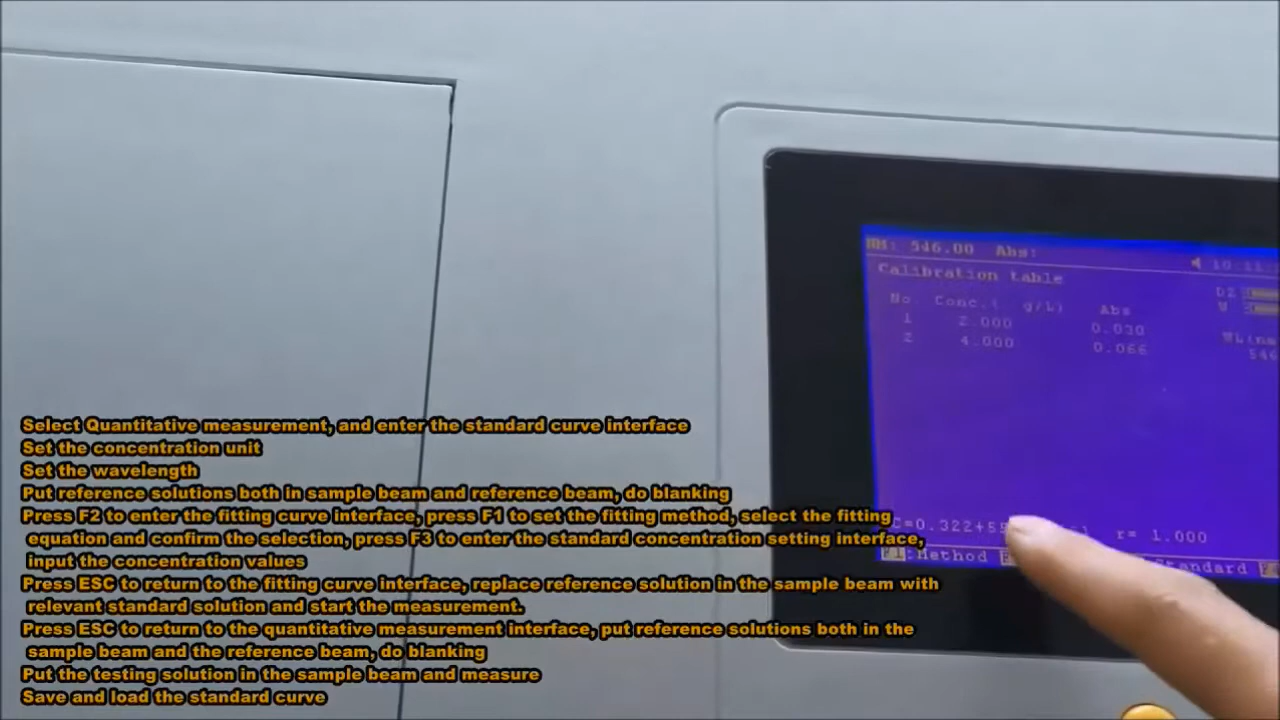 NM: 546.00 Abs:
Calibration table
No. Conc.( g/L) Abs
1 2.000 0.030
2 4.000 0.066
WL(nm
546
D2
W
r= 1.000
F1:Method
Standard
Select Quantitative measurement, and enter the standard curve interface
Set the concentration unit
Set the wavelength
Put reference solutions both in sample beam and reference beam, do blanking
Press F2 to enter the fitting curve interface, press F1 to set the fitting method, select the fitting
equation and confirm the selection, press F3 to enter the standard concentration setting interface,
input the concentration values
Press ESC to return to the fitting curve interface, replace reference solution in the sample beam with
relevant standard solution and start the measurement.
Press ESC to return to the quantitative measurement interface, put reference solutions both in the
sample beam and the reference beam, do blanking
Put the testing solution in the sample beam and measure
Save and load the standard curve